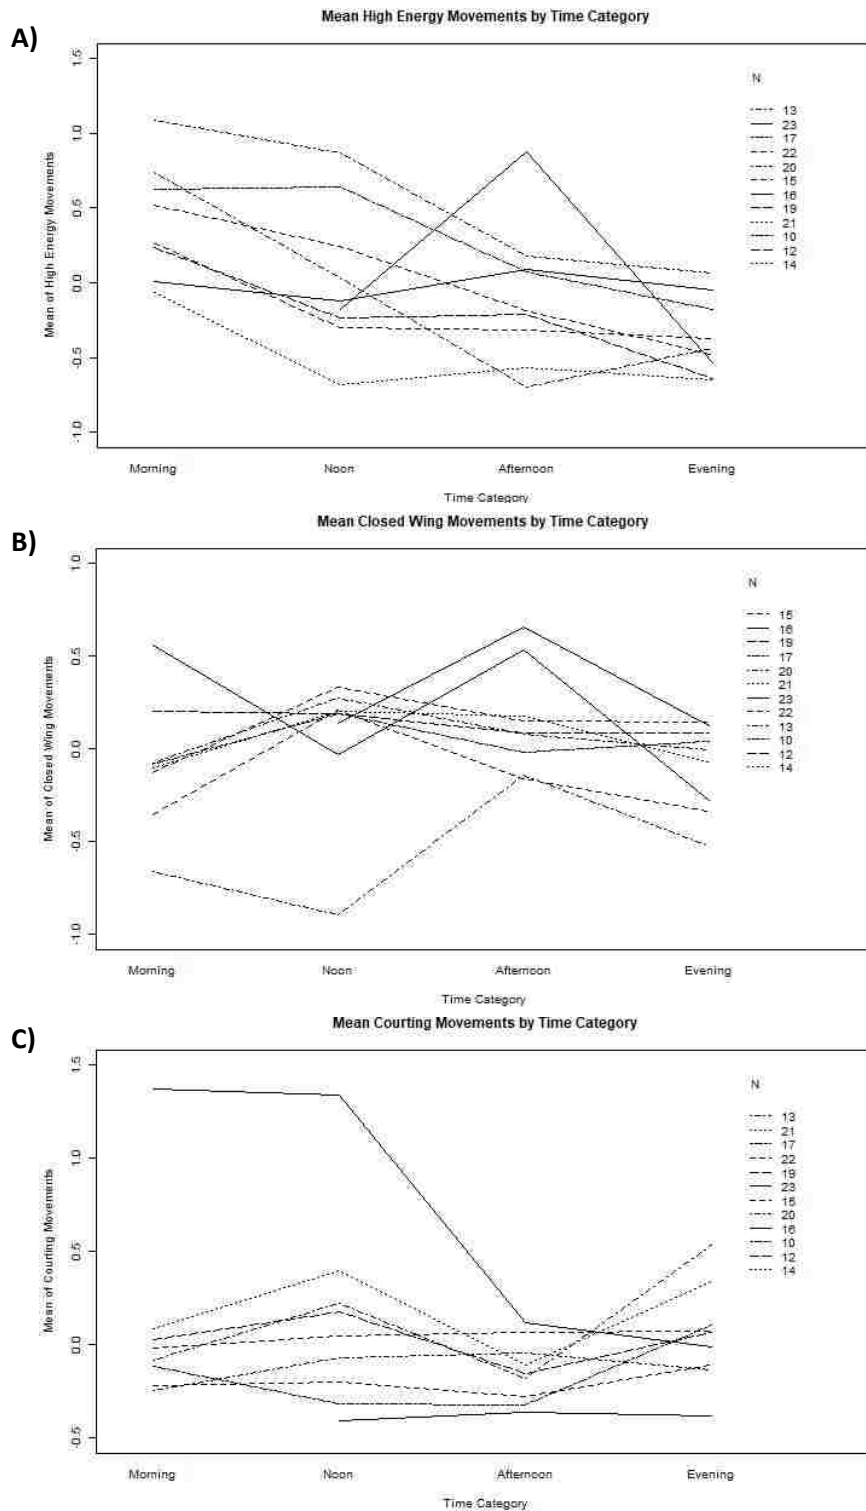 A)
Mean High Energy Movements by Time Category
Mean of High Energy Movements
1.5
1.0
0.5
0.0
-0.5
-1.0
N
13
23
17
22
20
15
16
19
21
10
12
14
Morning Noon Afternoon Evening
Time Category
B)
Mean Closed Wing Movements by Time Category
Mean of Closed Wing Movements
1.0
0.5
0.0
-0.5
-1.0
N
15
16
19
17
20
21
23
22
13
10
12
14
Morning Noon Afternoon Evening
Time Category
C)
Mean Courting Movements by Time Category
Mean of Courting Movements
1.5
1.0
0.5
0.0
-0.5
N
13
21
17
22
19
23
15
20
16
10
12
14
Morning Noon Afternoon Evening
Time Category